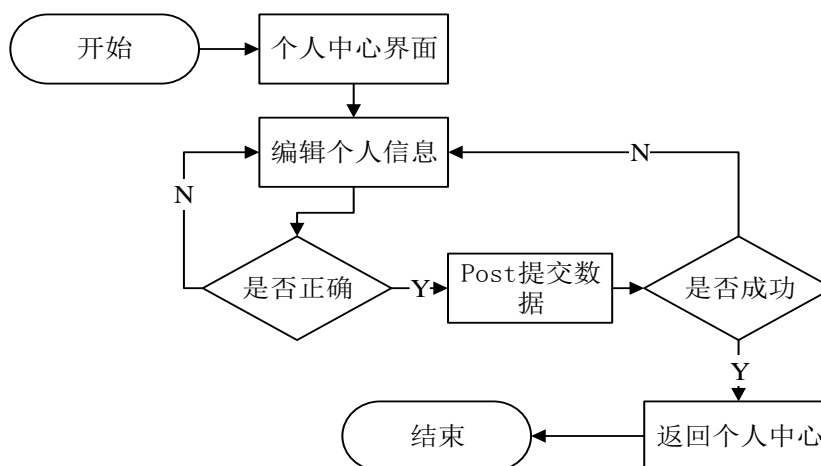 开始
个人中心界面
编辑个人信息
N
N
是否正确
Y
Post提交数
据
是否成功
Y
结束
返回个人中心